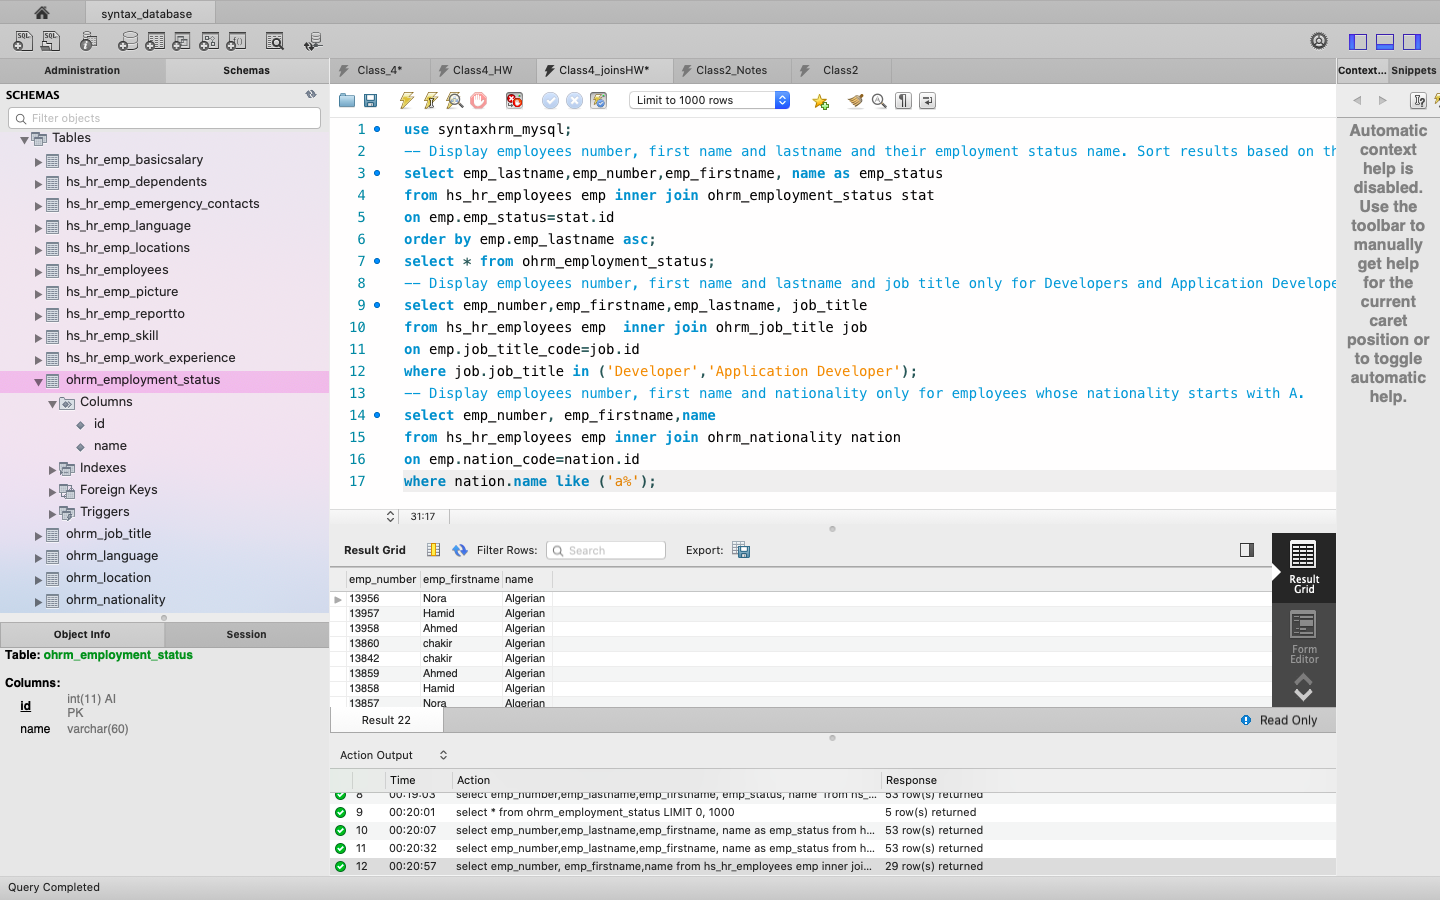 syntax_database
Administration
Schemas
Class_4*
Class4_HW
Class4_joinsHW*
Class2_Notes
Class2
Context...
Snippets
SCHEMAS
Filter objects
Limit to 1000 rows
Tables
hs_hr_emp_basicsalary
hs_hr_emp_dependents
hs_hr_emp_emergency_contacts
hs_hr_emp_language
hs_hr_emp_locations
hs_hr_employees
hs_hr_emp_picture
hs_hr_emp_reportto
hs_hr_emp_skill
hs_hr_emp_work_experience
ohrm_employment_status
Columns
id
name
Indexes
Foreign Keys
Triggers
ohrm_job_title
ohrm_language
ohrm_location
ohrm_nationality
1 use syntaxhrm_mysql;
2 -- Display employees number, first name and lastname and their employment status name. Sort results based on th
3 select emp_lastname,emp_number,emp_firstname, name as emp_status
4 from hs_hr_employees emp inner join ohrm_employment_status stat
5 on emp.emp_status=stat.id
6 order by emp.emp_lastname asc;
7 select * from ohrm_employment_status;
8 -- Display employees number, first name and lastname and job title only for Developers and Application Develope
9 select emp_number,emp_firstname,emp_lastname, job_title
10 from hs_hr_employees emp  inner join ohrm_job_title job
11 on emp.job_title_code=job.id
12 where job.job_title in ('Developer','Application Developer');
13 -- Display employees number, first name and nationality only for employees whose nationality starts with A.
14 select emp_number, emp_firstname,name
15 from hs_hr_employees emp inner join ohrm_nationality nation
16 on emp.nation_code=nation.id
17 where nation.name like ('a%');
31:17
Automatic
context
help is
disabled.
Use the
toolbar to
manually
get help
for the
current
caret
position or
to toggle
automatic
help.
Result Grid
Filter Rows:
Search
Export:
emp_number emp_firstname name
13956 Nora Algerian
13957 Hamid Algerian
13958 Ahmed Algerian
13860 chakir Algerian
13842 chakir Algerian
13859 Ahmed Algerian
13858 Hamid Algerian
13857 Nora Algerian
Result
Grid
Form
Editor
Result 22
Read Only
Object Info
Session
Table: ohrm_employment_status
Columns:
id int(11) AI
PK
name varchar(60)
Action Output
Time Action Response
8 00:19:03 select emp_number,emp_lastname,emp_firstname, emp_status, name  from hs_... 53 row(s) returned
9 00:20:01 select * from ohrm_employment_status LIMIT 0, 1000 5 row(s) returned
10 00:20:07 select emp_number,emp_lastname,emp_firstname, name as emp_status from h... 53 row(s) returned
11 00:20:32 select emp_number,emp_lastname,emp_firstname, name as emp_status from h... 53 row(s) returned
12 00:20:57 select emp_number, emp_firstname,name from hs_hr_employees emp inner joi... 29 row(s) returned
Query Completed